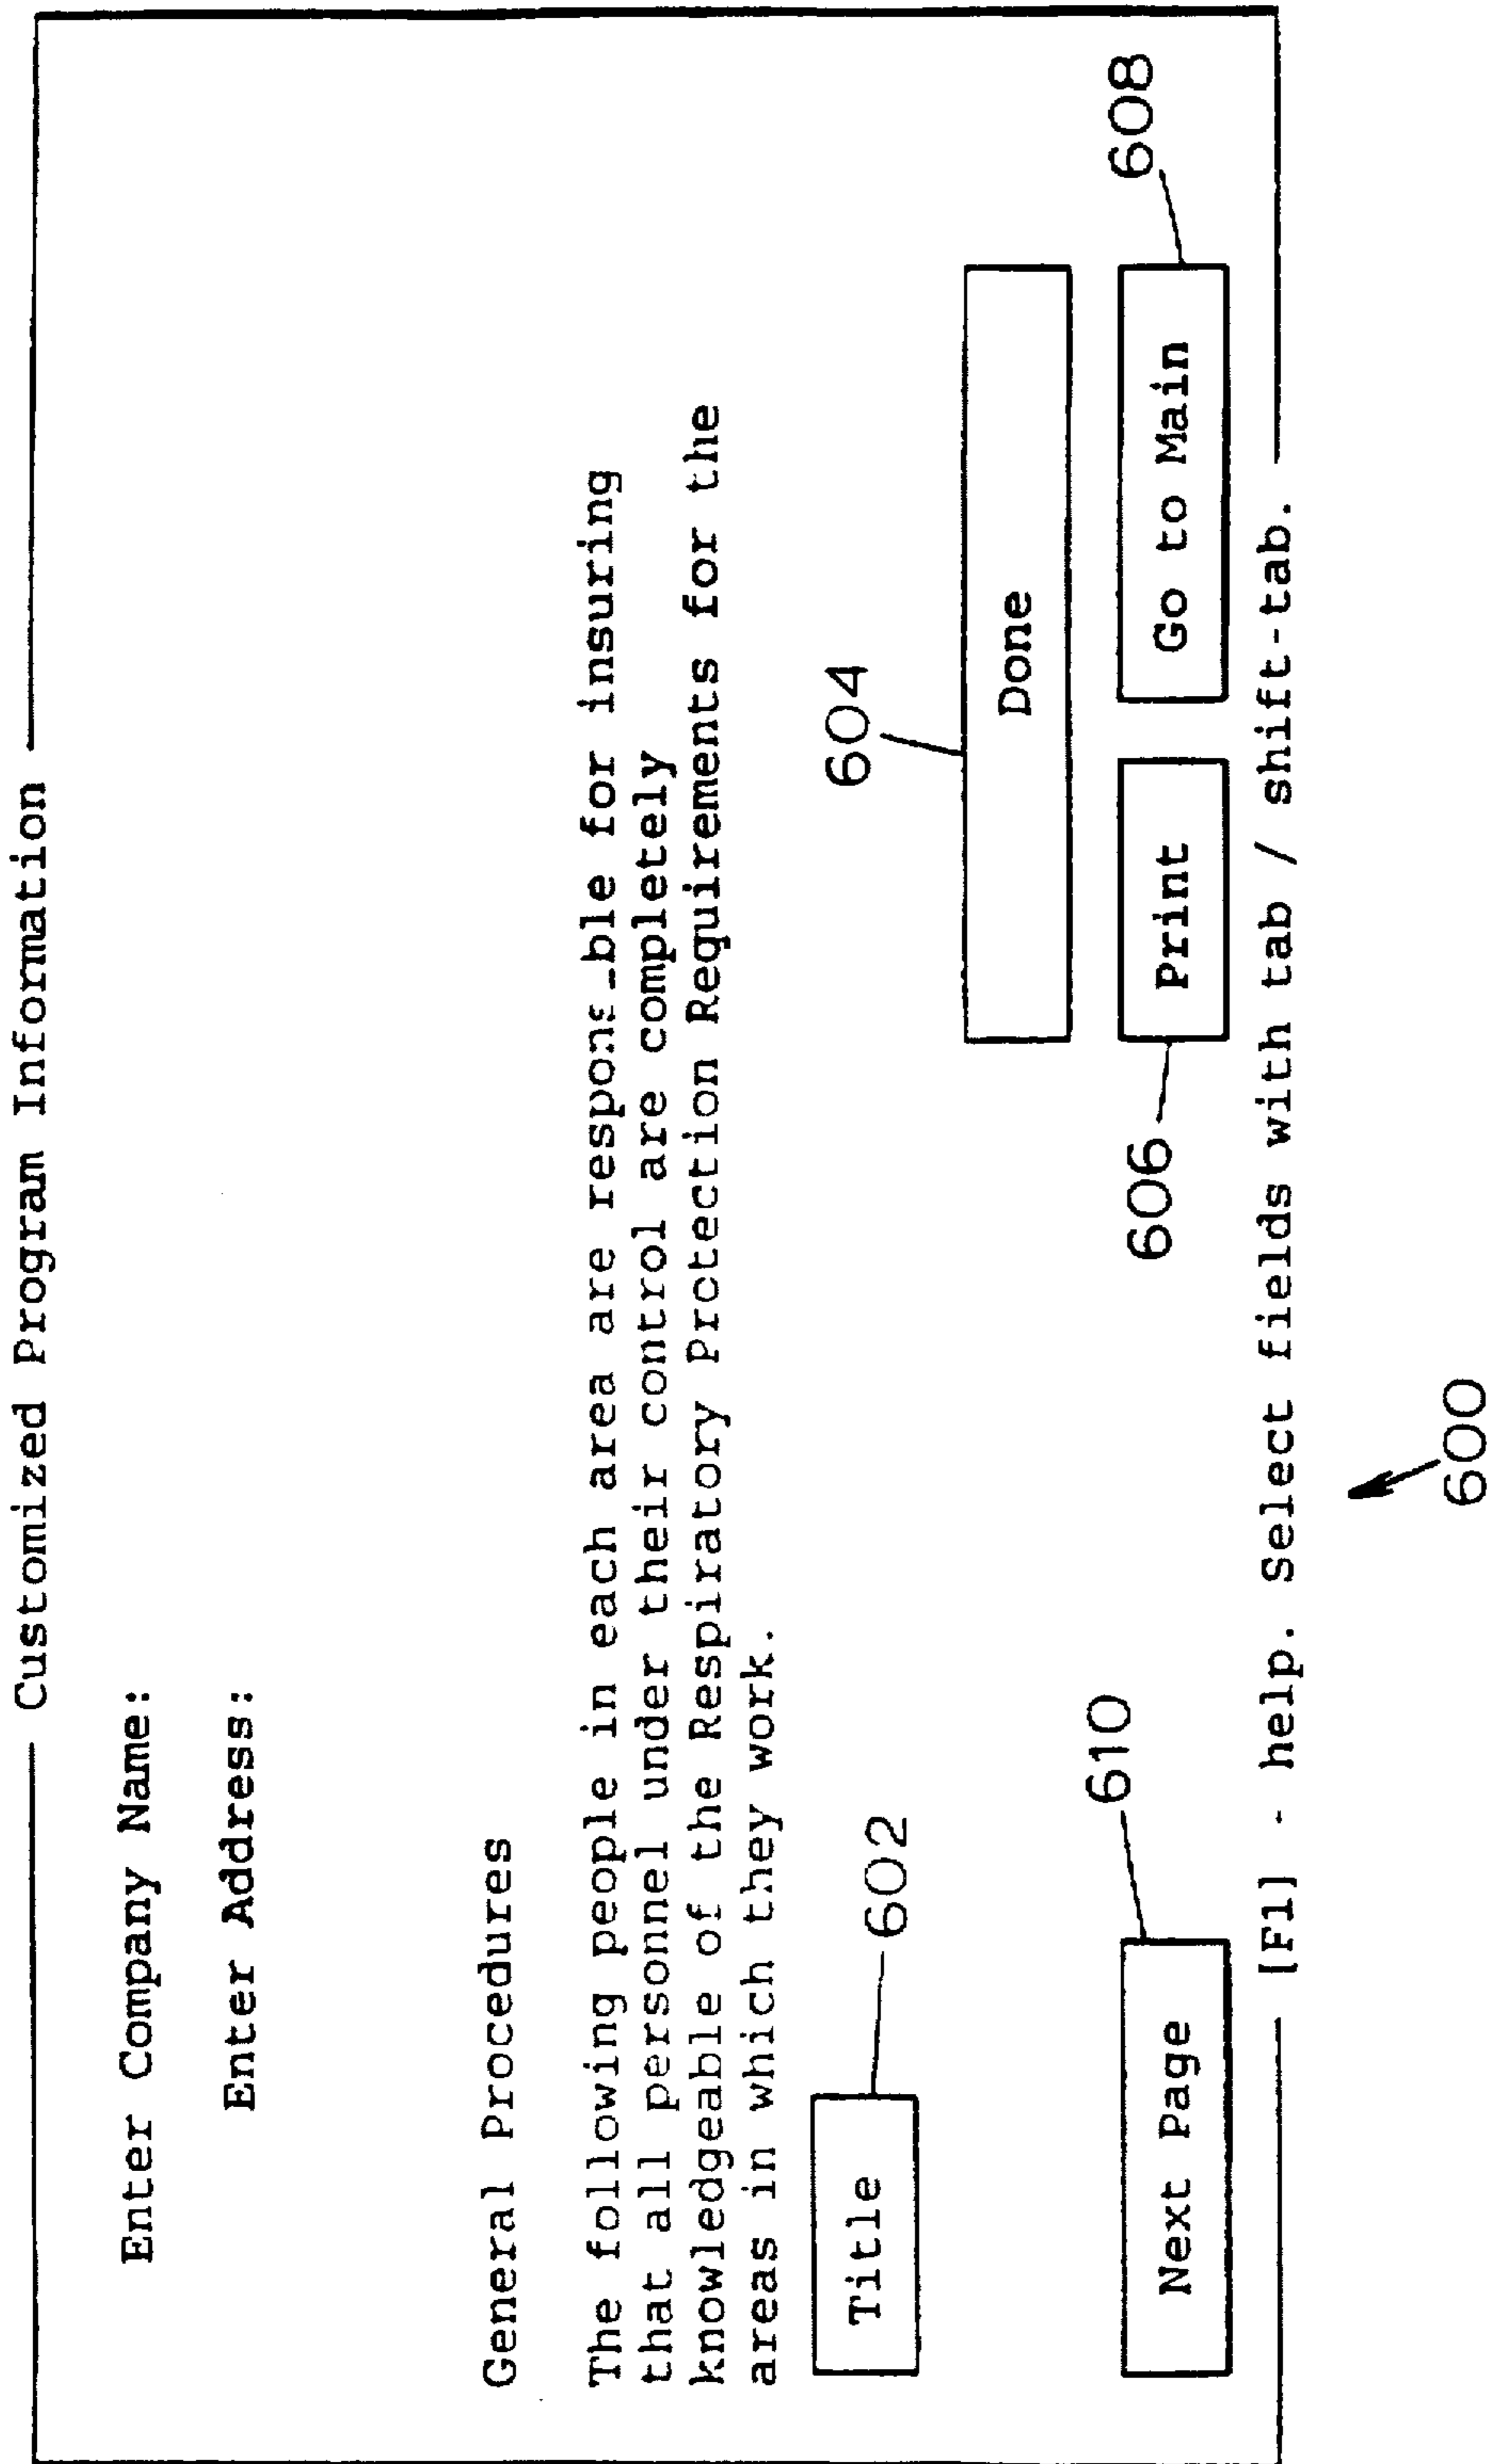 Customized Program Information
Enter Company Name:
Enter Address:
General Procedures
The following people in each area are responsible for insuring
that all personnel under their control are completely
knowledgeable of the Respiratory Protection Requirements for the
areas in which they work.
Title
602
604
Done
610
Next Page
606
Print
Go to Main
608
[F1] - help. Select fields with tab / shift-tab.
600